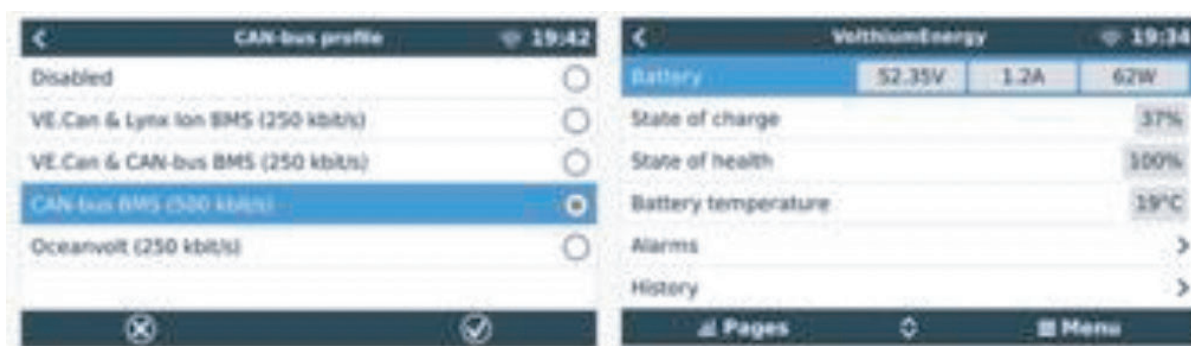 CAN-bus profile 19:42
Disabled
VE.Can & Lynx Ion BMS (250 kbit/s)
VE.Can & CAN-bus BMS (250 kbit/s)
CAN-bus BMS (500 kbit/s)
Oceanvolt (250 kbit/s)
VolthiumEnergy 19:34
Battery 52.35V 1.2A 62W
State of charge 37%
State of health 100%
Battery temperature 19°C
Alarms
History
Pages Menu